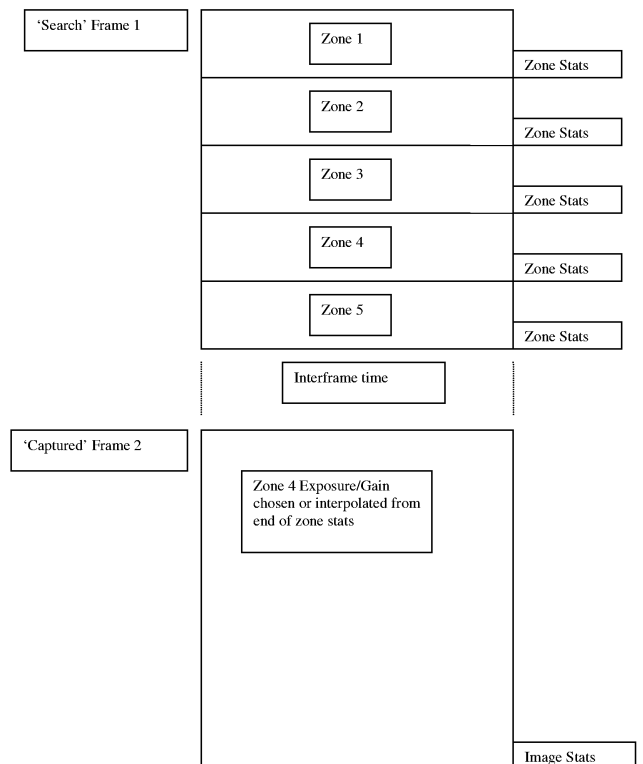 ‘Search’ Frame 1
Zone 1
Zone Stats
Zone 2
Zone Stats
Zone 3
Zone Stats
Zone 4
Zone Stats
Zone 5
Zone Stats
Interframe time
‘Captured’ Frame 2
Zone 4 Exposure/Gain
chosen or interpolated from
end of zone stats
Image Stats